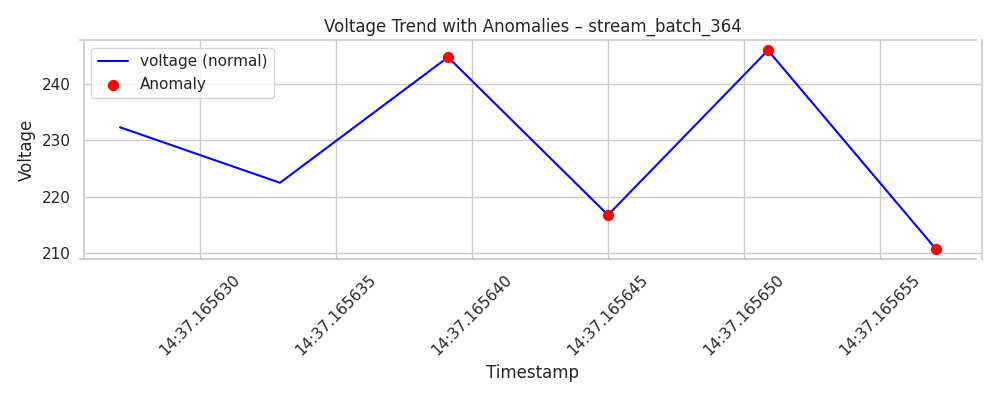 Voltage Trend with Anomalies – stream_batch_364
voltage (normal)
Anomaly
Voltage
240
230
220
210
14:37.165630
14:37.165635
14:37.165640
14:37.165645
14:37.165650
14:37.165655
Timestamp